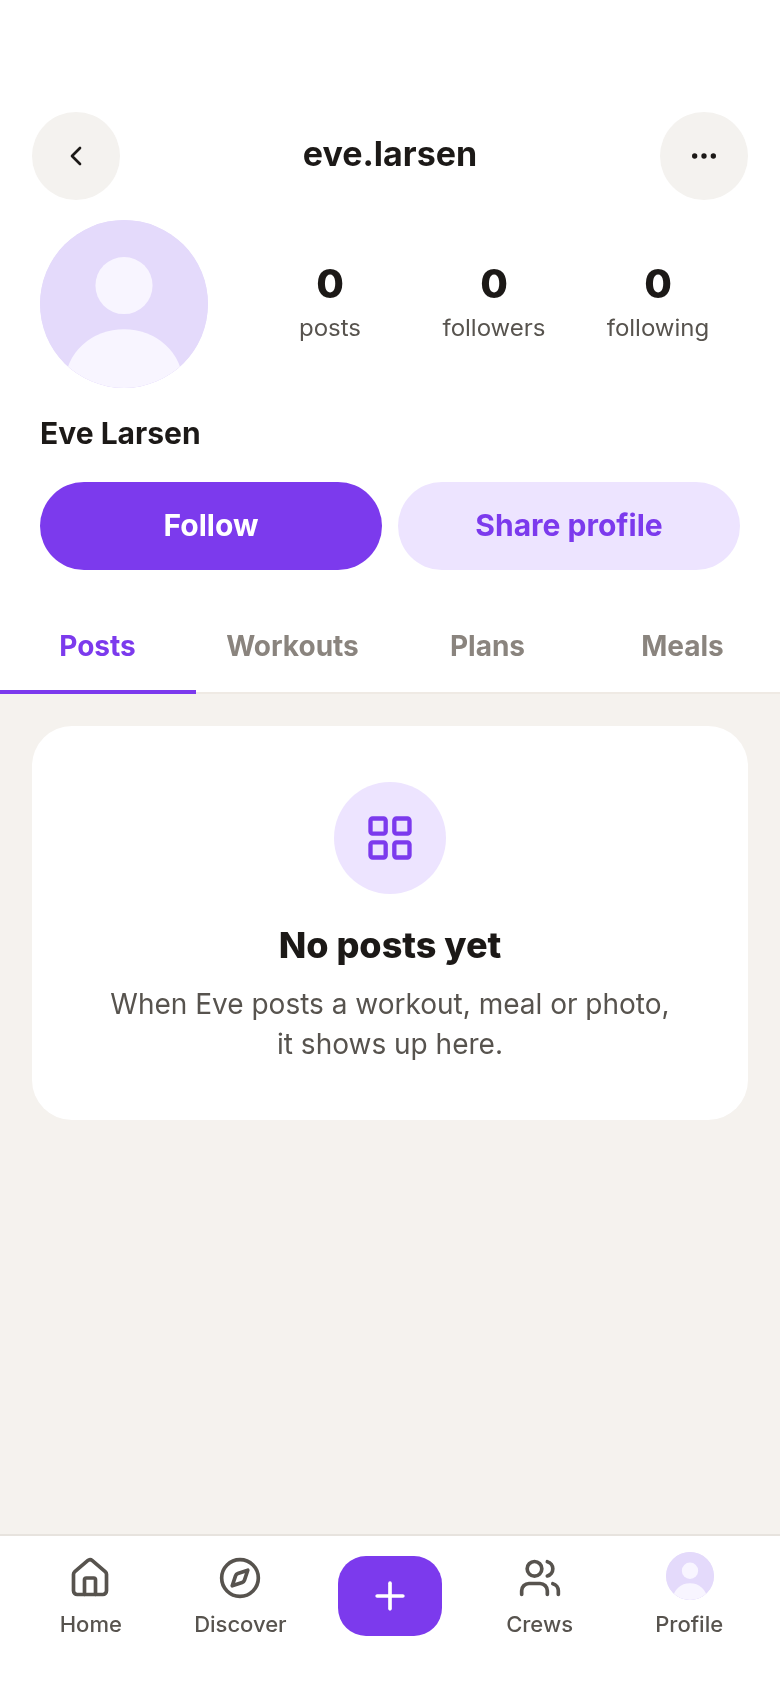 eve.larsen
0
posts
0
followers
0
following
Eve Larsen
Follow
Share profile
Posts
Workouts
Plans
Meals
No posts yet
When Eve posts a workout, meal or photo,
it shows up here.
Home
Discover
Crews
Profile